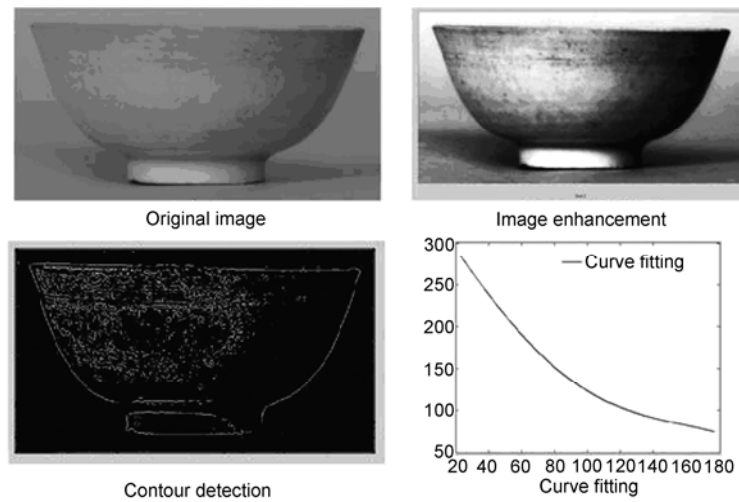 Original image
Image enhancement
Contour detection
300
250
200
150
100
50
Curve fitting
20 40 60 80 100 120 140 160 180
Curve fitting